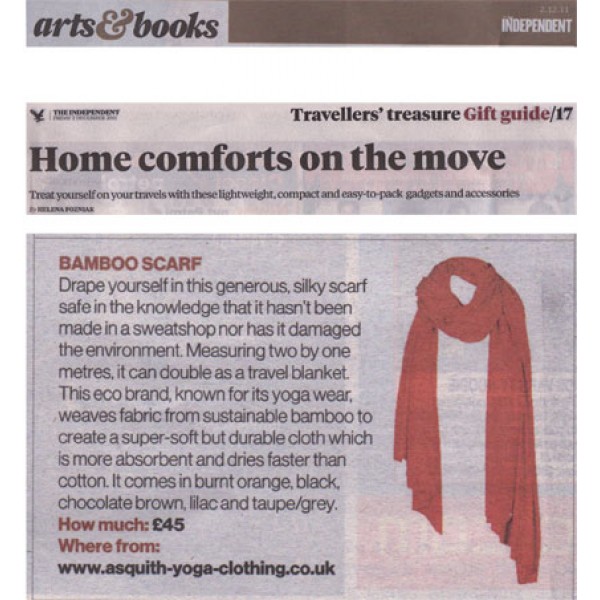 arts&books
2.12.11
THE INDEPENDENT
THE INDEPENDENT
FRIDAY 2 DECEMBER 2011
Travellers' treasure Gift guide/17
Home comforts on the move
Treat yourself on your travels with these lightweight, compact and easy-to-pack gadgets and accessories
By HELENA POZNIAK
BAMBOO SCARF
Drape yourself in this generous, silky scarf
safe in the knowledge that it hasn't been
made in a sweatshop nor has it damaged
the environment. Measuring two by one
metres, it can double as a travel blanket.
This eco brand, known for its yoga wear,
weaves fabric from sustainable bamboo to
create a super-soft but durable cloth which
is more absorbent and dries faster than
cotton. It comes in burnt orange, black,
chocolate brown, lilac and taupe/grey.
How much: £45
Where from:
www.asquith-yoga-clothing.co.uk